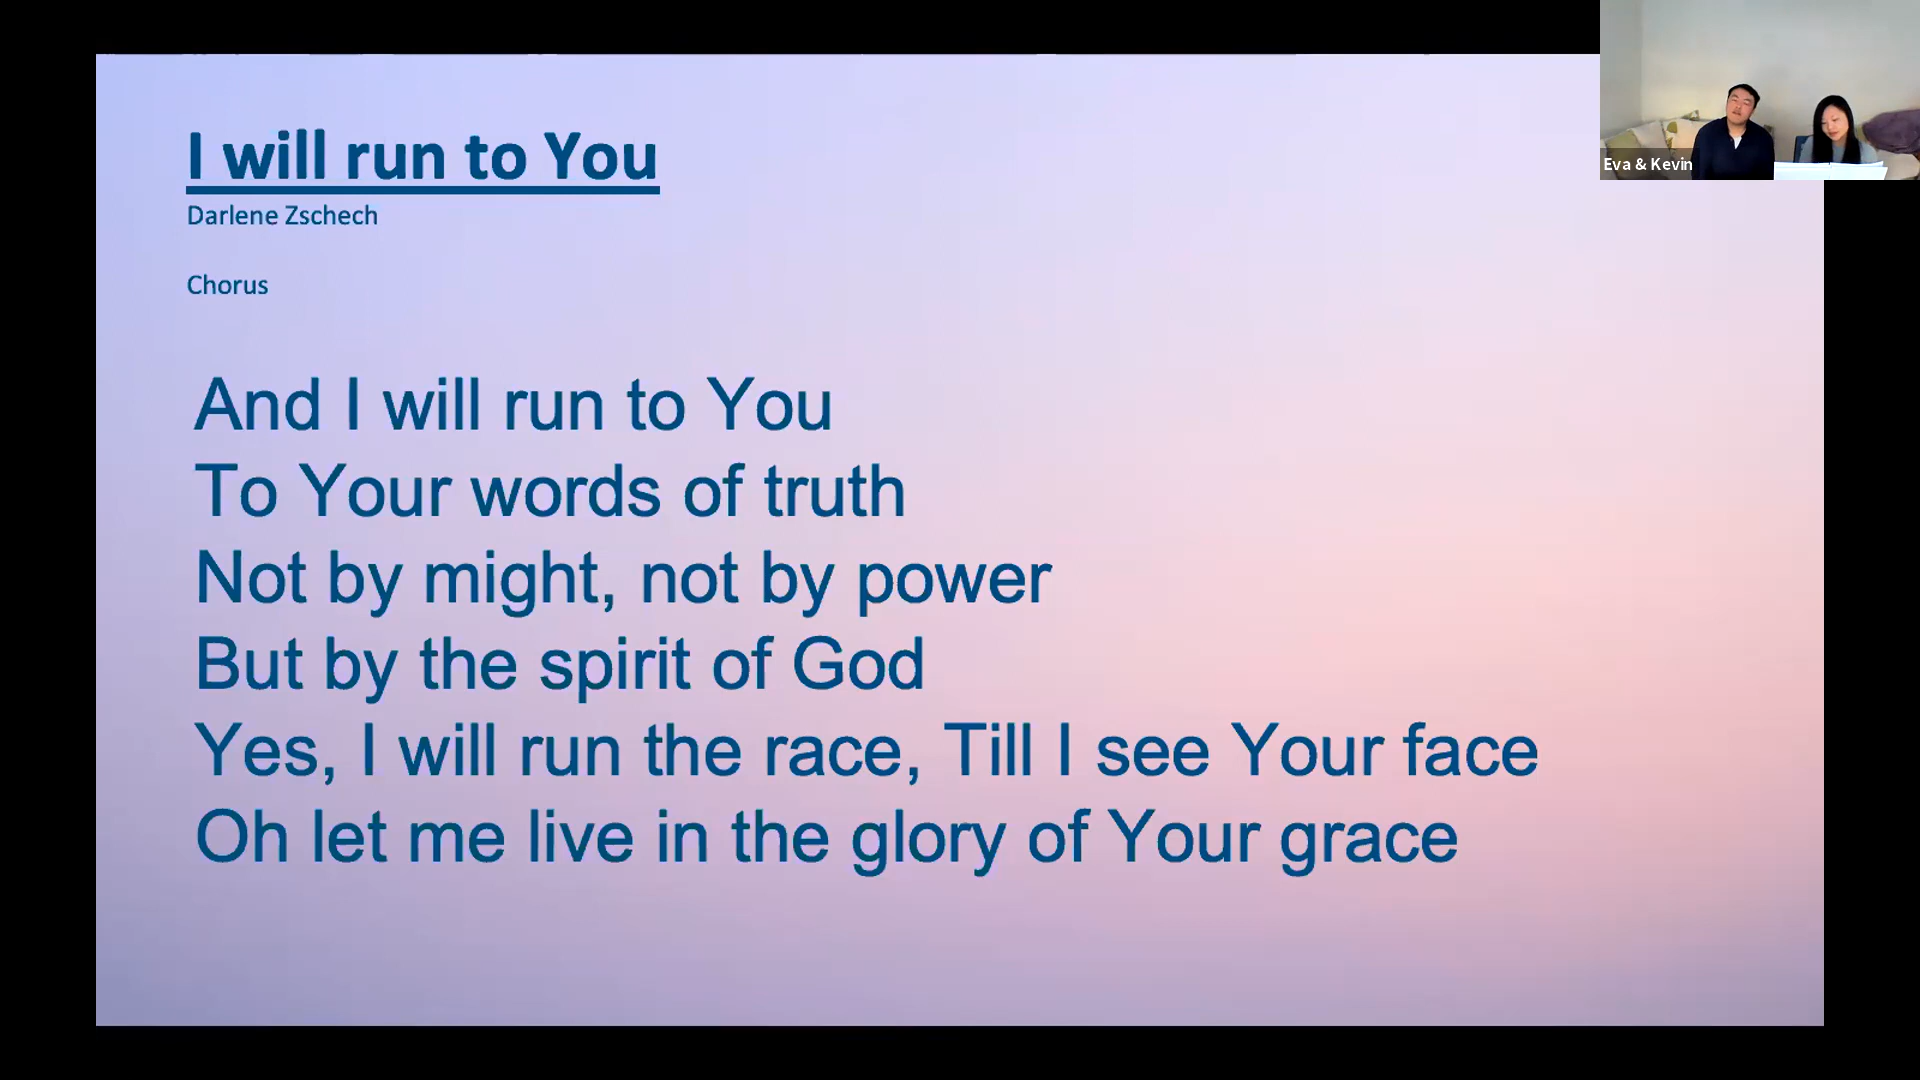 I will run to You
Darlene Zschech
Chorus
And I will run to You
To Your words of truth
Not by might, not by power
But by the spirit of God
Yes, I will run the race, Till I see Your face
Oh let me live in the glory of Your grace
Eva & Kevin